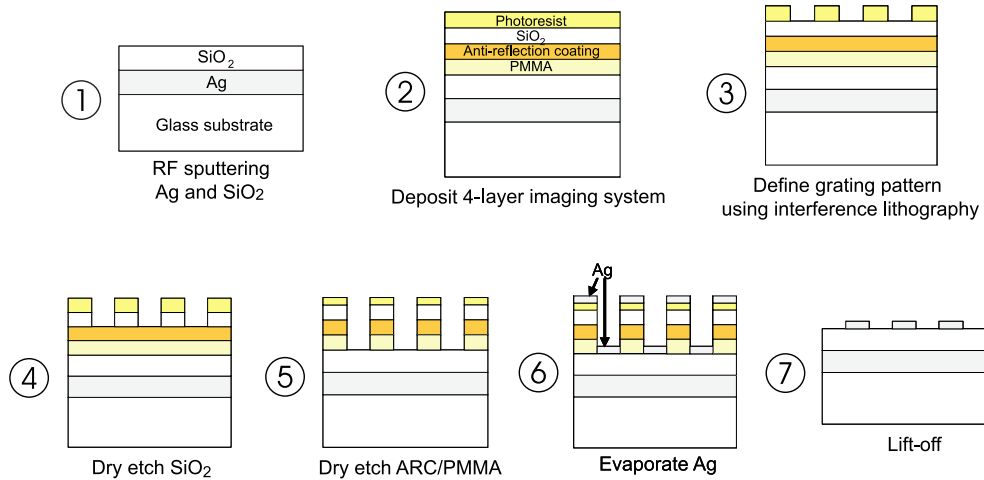 1
SiO2
Ag
Glass substrate
RF sputtering
Ag and SiO2
2
Photoresist
SiO2
Anti-reflection coating
PMMA
Deposit 4-layer imaging system
3
Define grating pattern
using interference lithography
4
Dry etch SiO2
5
Dry etch ARC/PMMA
6
Ag
Evaporate Ag
7
Lift-off